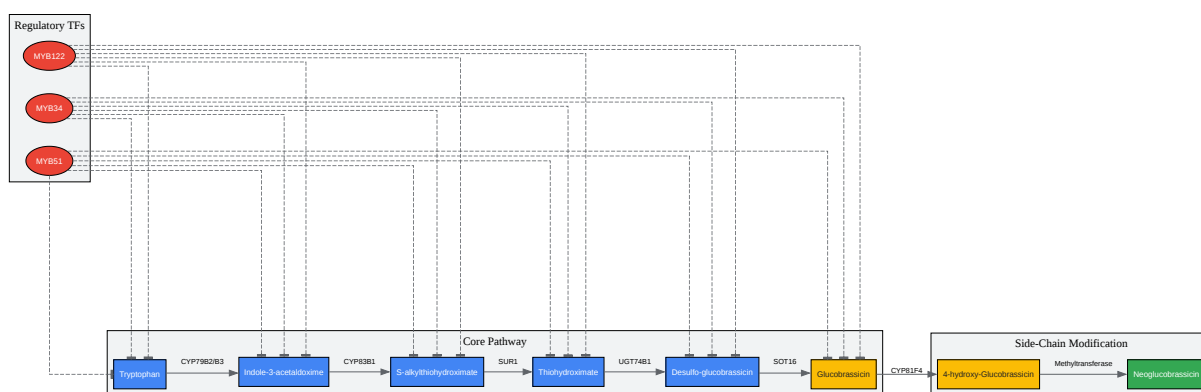 Regulatory TFs
MYB122
MYB34
MYB51
Core Pathway
Side-Chain Modification
Tryptophan
CYP79B2/B3
Indole-3-acetaldoxime
CYP83B1
S-alkylthiohydroximate
SUR1
Thiohydroximate
UGT74B1
Desulfo-glucobrassicin
SOT16
Glucobrassicin
CYP81F4
4-hydroxy-Glucobrassicin
Methyltransferase
Neoglucobrassicin